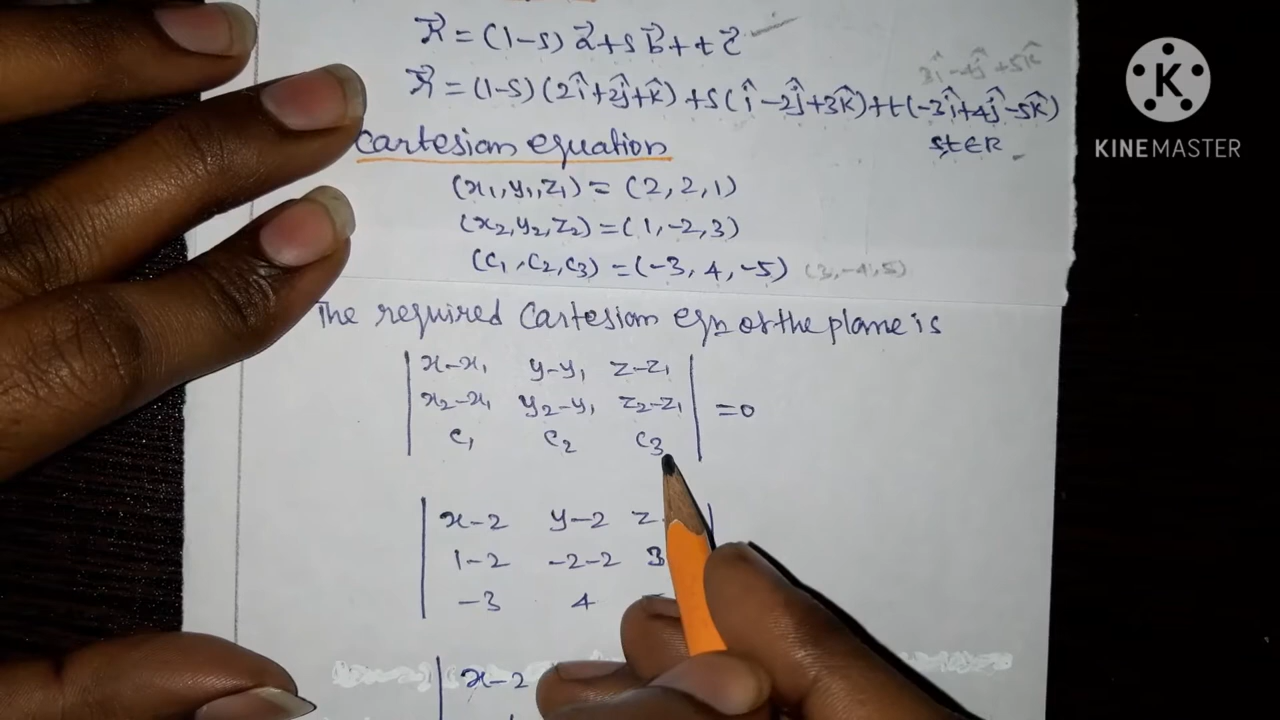 r⃗ = (1-s) a⃗ + s b⃗ + t c⃗
3î-4ĵ+5k̂
r⃗ = (1-s) (2î+2ĵ+k̂) + s(î-2ĵ+3k̂)+t(-3î+4ĵ-5k̂)
s,t∈R
K
KINEMASTER
Cartesian equation
(x₁,y₁,z₁) = (2, 2, 1)
(x₂,y₂,z₂) = (1, -2, 3)
(c₁, c₂, c₃) = (-3, 4, -5) (3,-4,5)
The required Cartesian eqn of the plane is
| x-x₁ y-y₁ z-z₁ |
| x₂-x₁ y₂-y₁ z₂-z₁ | =0
| c₁ c₂ c₃ |
| x-2 y-2 z |
| 1-2 -2-2 3
| -3 4
| x-2